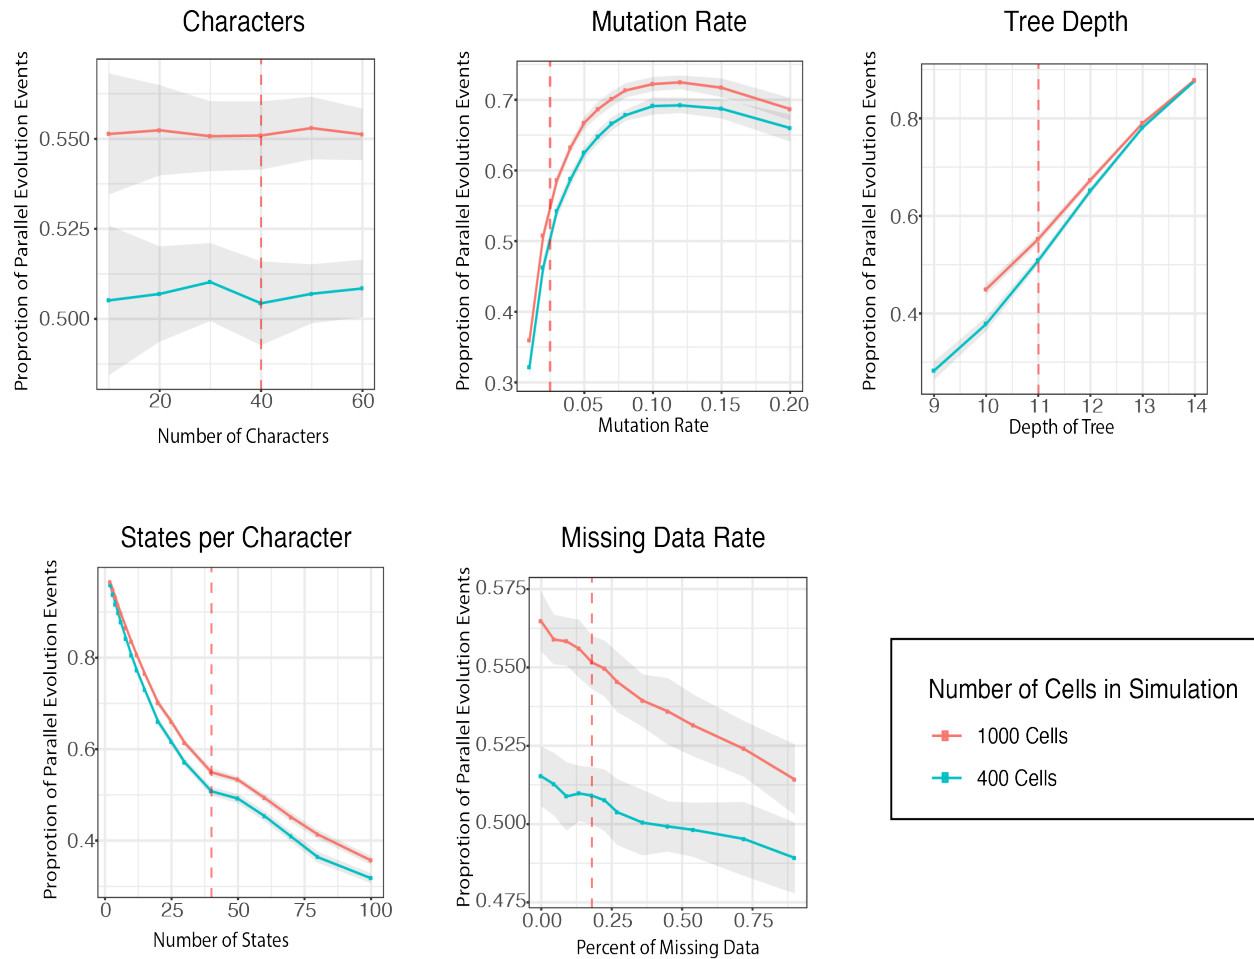 Characters
Proprotion of Parallel Evolution Events
0.550
0.525
0.500
20 40 60
Number of Characters
Mutation Rate
Proprotion of Parallel Evolution Events
0.7
0.6
0.5
0.4
0.3
0.05 0.10 0.15 0.20
Mutation Rate
Tree Depth
Proprotion of Parallel Evolution Events
0.8
0.6
0.4
9 10 11 12 13 14
Depth of Tree
States per Character
Proprotion of Parallel Evolution Events
0.8
0.6
0.4
0 25 50 75 100
Number of States
Missing Data Rate
Proprotion of Parallel Evolution Events
0.575
0.550
0.525
0.500
0.475
0.00 0.25 0.50 0.75
Percent of Missing Data
Number of Cells in Simulation
1000 Cells
400 Cells